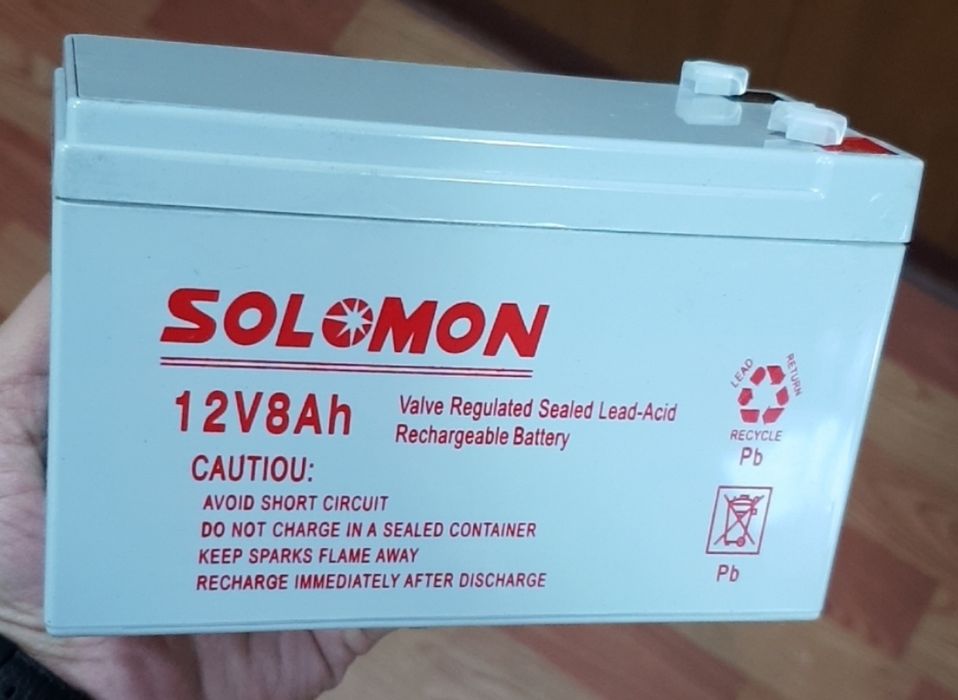 SOLOMON
12V8Ah
Valve Regulated Sealed Lead-Acid
Rechargeable Battery
CAUTIOU:
AVOID SHORT CIRCUIT
DO NOT CHARGE IN A SEALED CONTAINER
KEEP SPARKS FLAME AWAY
RECHARGE IMMEDIATELY AFTER DISCHARGE
LEAD
RETURN
RECYCLE
Pb
Pb